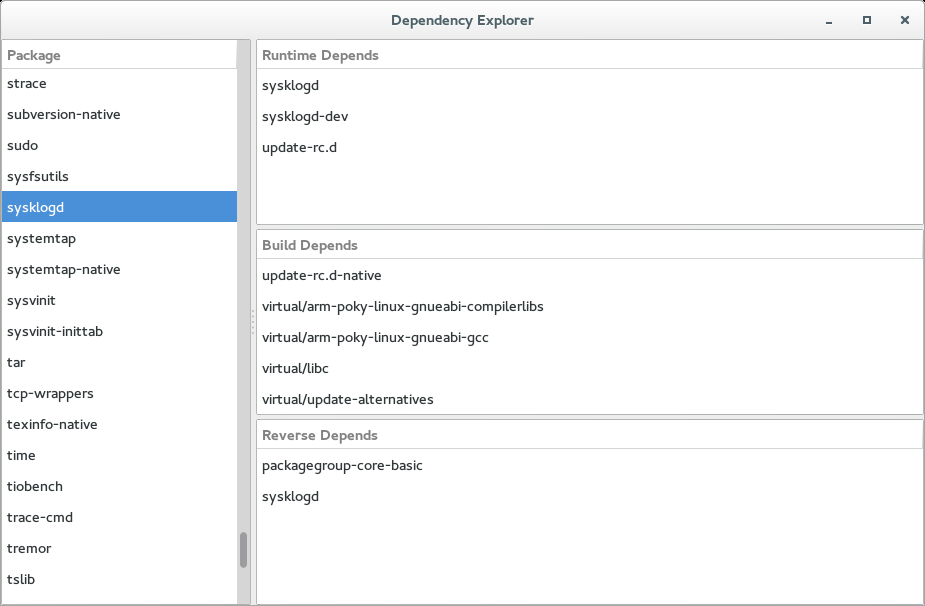 Dependency Explorer
Package
strace
subversion-native
sudo
sysfsutils
sysklogd
systemtap
systemtap-native
sysvinit
sysvinit-inittab
tar
tcp-wrappers
texinfo-native
time
tiobench
trace-cmd
tremor
tslib
Runtime Depends
sysklogd
sysklogd-dev
update-rc.d
Build Depends
update-rc.d-native
virtual/arm-poky-linux-gnueabi-compilerlibs
virtual/arm-poky-linux-gnueabi-gcc
virtual/libc
virtual/update-alternatives
Reverse Depends
packagegroup-core-basic
sysklogd